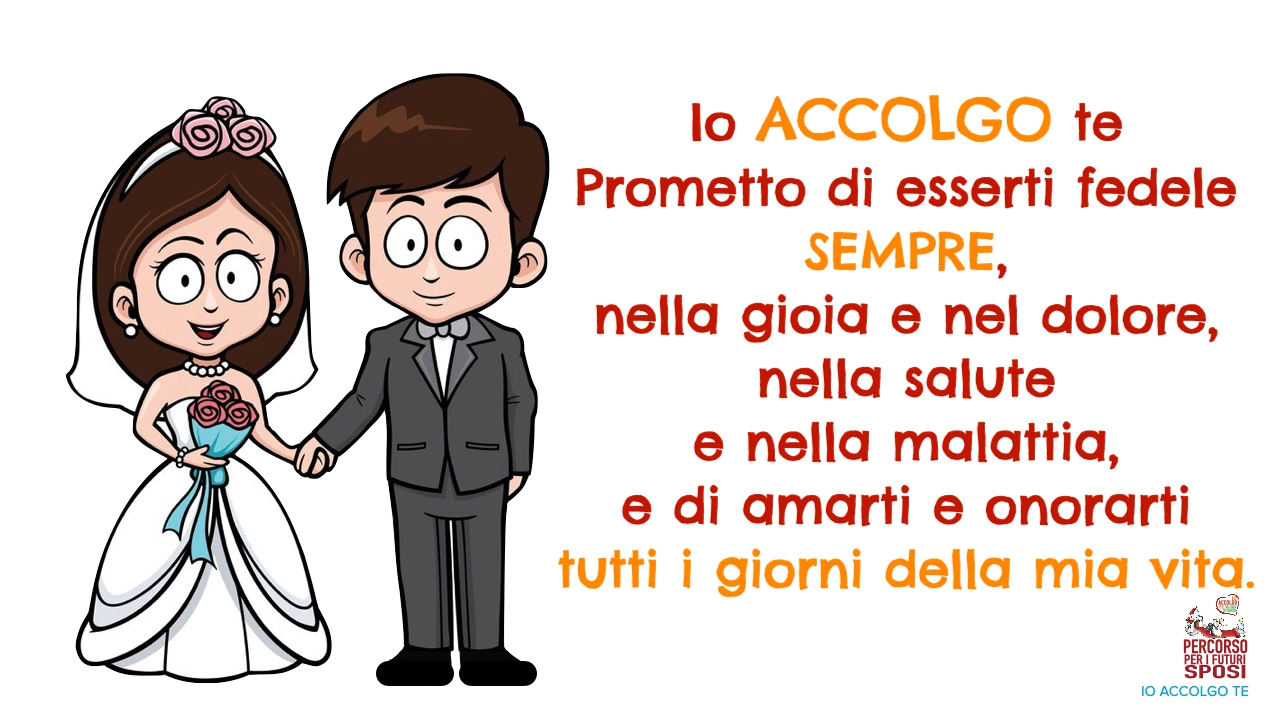 Io ACCOLGO te
Prometto di esserti fedele
SEMPRE,
nella gioia e nel dolore,
nella salute
e nella malattia,
e di amarti e onorarti
tutti i giorni della mia vita.
PERCORSO
PER I FUTURI
SPOSI
IO ACCOLGO TE